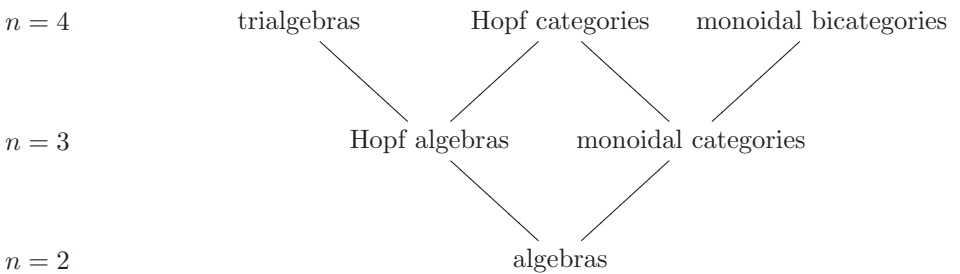 n = 4 trialgebras Hopf categories monoidal bicategories
n = 3 Hopf algebras monoidal categories
n = 2 algebras